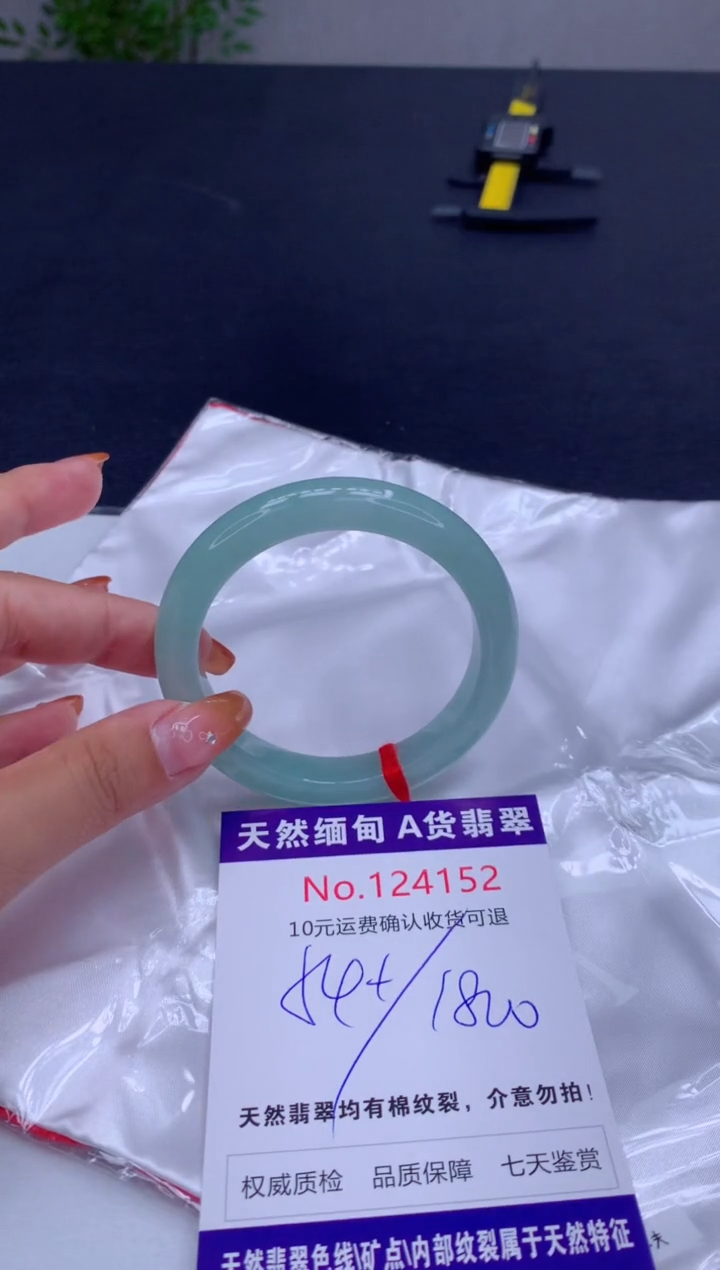 天然缅甸 A货翡翠
No.124152
10元运费确认收货可退
54+/1800
天然翡翠均有棉纹裂，介意勿拍！
权威质检 品质保障 七天鉴赏
天然翡翠色线\矿点\内部纹裂属于天然特征